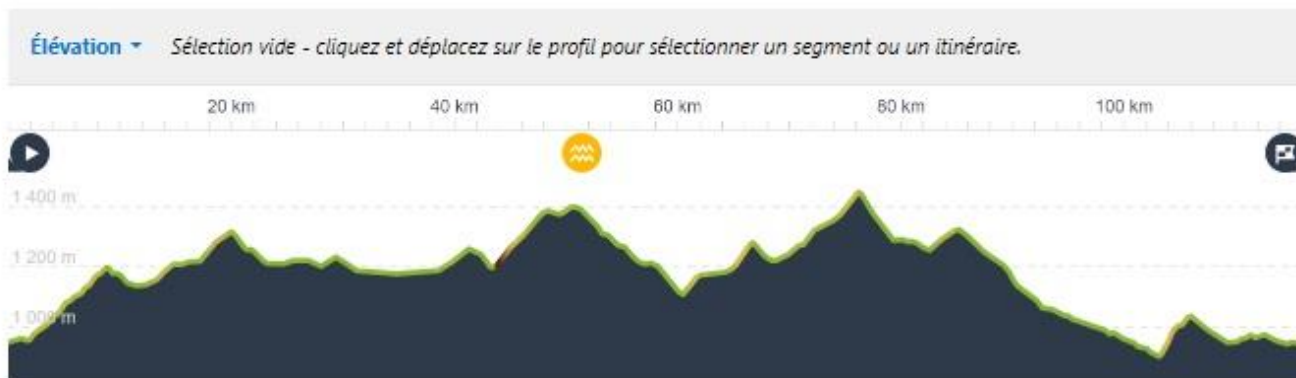 Élévation Sélection vide - cliquez et déplacez sur le profil pour sélectionner un segment ou un itinéraire.
20 km 40 km 60 km 80 km 100 km
1 400 m
1 200 m
1 000 m